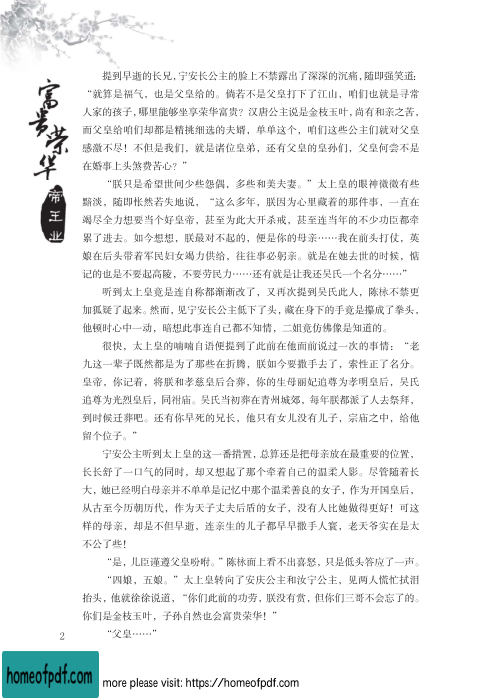 富贵荣华
帝王业
提到早逝的长兄，宁安长公主的脸上不禁露出了深深的沉痛，随即强笑道：
“就算是福气，也是父皇给的。倘若不是父皇打下了江山，咱们也就是寻常
人家的孩子，哪里能够坐享荣华富贵？汉唐公主说是金枝玉叶，尚有和亲之苦，
而父皇给咱们却都是精挑细选的夫婿，单单这个，咱们这些公主们就对父皇
感激不尽！不但是我们，就是诸位皇弟，还有父皇的皇孙们，父皇何尝不是
在婚事上头煞费苦心？”
“朕只是希望世间少些怨偶，多些和美夫妻。”太上皇的眼神微微有些
黯淡，随即怅然若失地说，“这么多年，朕因为心里藏着的那件事，一直在
竭尽全力想要当个好皇帝，甚至为此大开杀戒，甚至连当年的不少功臣都牵
累了进去。如今想想，朕最对不起的，便是你的母亲……我在前头打仗，英
娘在后头带着军民妇女竭力供给，往往事必躬亲。就是在她去世的时候，惦
记的也是不要起高陵，不要劳民力……还有就是让我还吴氏一个名分……”
听到太上皇竟是连自称都渐渐改了，又再次提到吴氏此人，陈栐不禁更
加狐疑了起来。然而，见宁安长公主低下了头，藏在身下的手竟是攥成了拳头，
他顿时心中一动，暗想此事连自己都不知情，二姐竟仿佛像是知道的。
很快，太上皇的喃喃自语便提到了此前在他面前说过一次的事情：“老
九这一辈子既然都是为了那些在折腾，朕如今要撒手去了，索性正了名分。
皇帝，你记着，将朕和孝慈皇后合葬，你的生母丽妃追尊为孝明皇后，吴氏
追尊为光烈皇后，同祔庙。吴氏当初葬在青州城郊，每年朕都派了人去祭拜，
到时候迁葬吧。还有你早死的兄长，他只有女儿没有儿子，宗庙之中，给他
留个位子。”
宁安公主听到太上皇的这一番措置，总算还是把母亲放在最重要的位置，
长长舒了一口气的同时，却又想起了那个牵着自己的温柔人影。尽管随着长
大，她已经明白母亲并不单单是记忆中那个温柔善良的女子，作为开国皇后，
从古至今历朝历代，作为天子丈夫后盾的女子，没有人比她做得更好！可这
样的母亲，却是不但早逝，连亲生的儿子都早早撒手人寰，老天爷实在是太
不公了些！
“是，儿臣谨遵父皇吩咐。”陈栐面上看不出喜怒，只是低头答应了一声。
“四娘，五娘。”太上皇转向了安庆公主和汝宁公主，见两人慌忙拭泪
抬头，他就徐徐说道，“你们此前的功劳，朕没有赏，但你们三哥不会忘了的。
你们是金枝玉叶，子孙自然也会富贵荣华！”
“父皇……”
2
homeofpdf.com
more please visit: https://homeofpdf.com